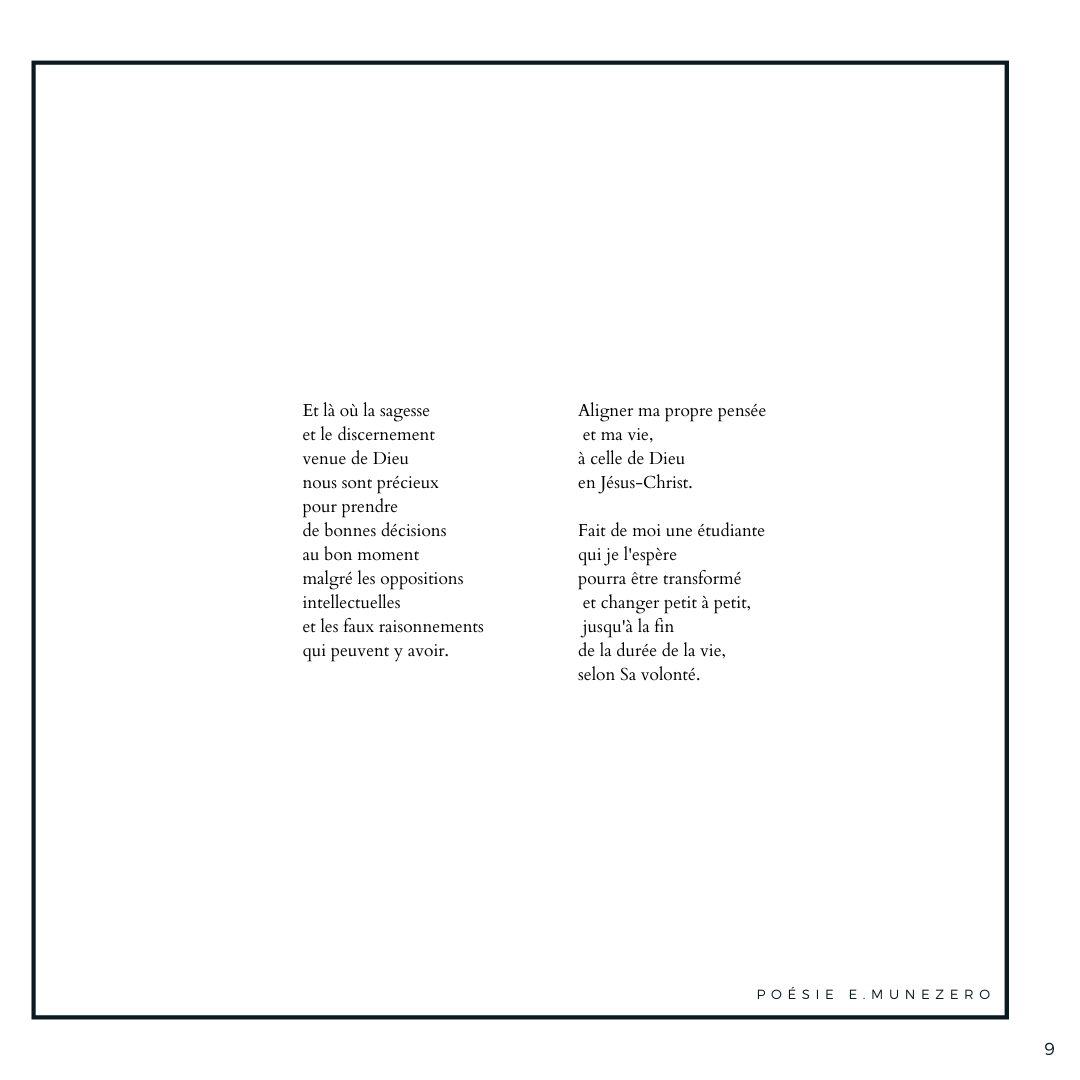 Et là où la sagesse
et le discernement
venue de Dieu
nous sont précieux
pour prendre
de bonnes décisions
au bon moment
malgré les oppositions
intellectuelles
et les faux raisonnements
qui peuvent y avoir.
Aligner ma propre pensée
et ma vie,
à celle de Dieu
en Jésus-Christ.
Fait de moi une étudiante
qui je l'espère
pourra être transformé
et changer petit à petit,
jusqu'à la fin
de la durée de la vie,
selon Sa volonté.
POÉSIE E.MUNEZERO
9